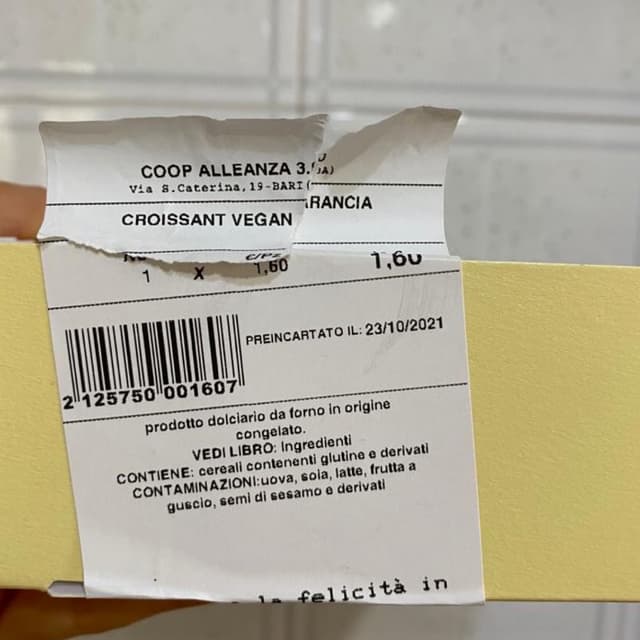 COOP ALLEANZA 3.
Via S.Caterina,19-BARI (BA)
CROISSANT VEGAN ARANCIA
1 X 1,60 1,60
PREINCARTATO IL: 23/10/2021
2 125750 001607
prodotto dolciario da forno in origine
congelato.
VEDI LIBRO: Ingredienti
CONTIENE: cereali contenenti glutine e derivati
CONTAMINAZIONI:uova, soia, latte, frutta a
guscio, semi di sesamo e derivati
la felicità in